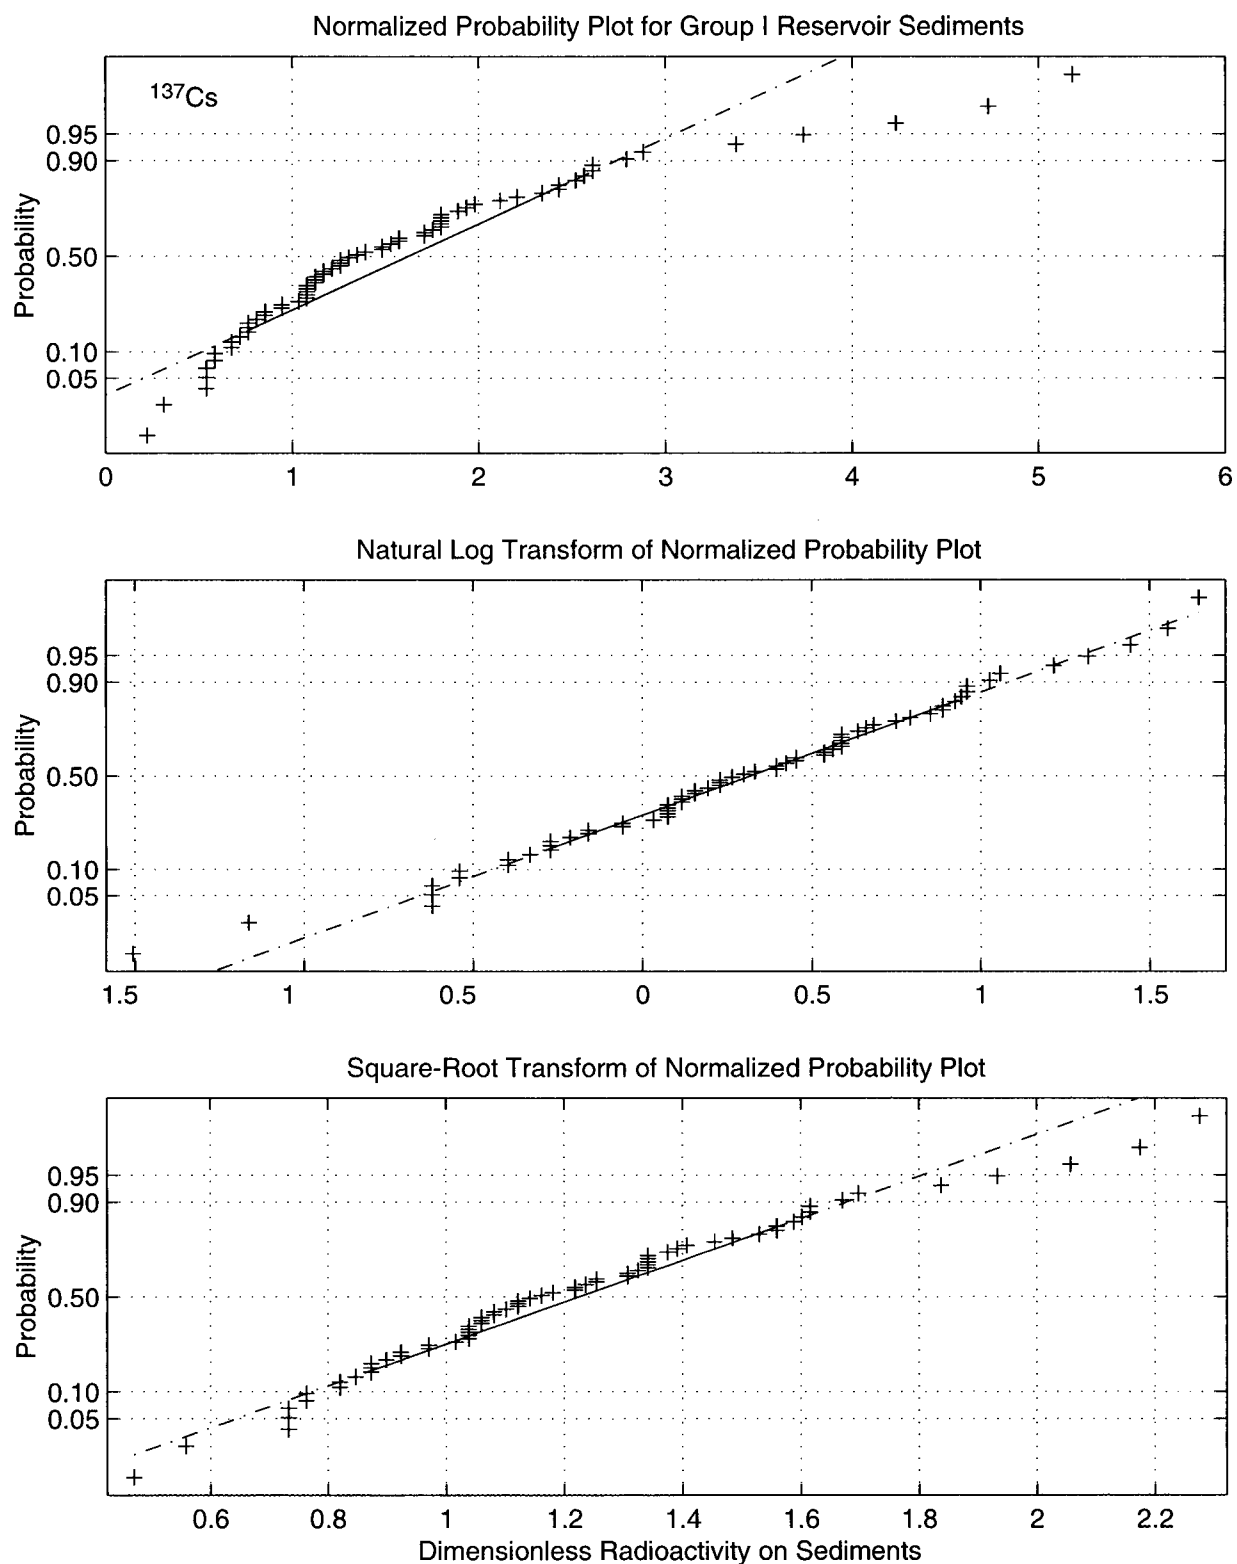 Normalized Probability Plot for Group I Reservoir Sediments
¹³⁷Cs
0.95
0.90
0.50
0.10
0.05
Probability
0 1 2 3 4 5 6
Natural Log Transform of Normalized Probability Plot
0.95
0.90
0.50
0.10
0.05
Probability
1.5 1 0.5 0 0.5 1 1.5
Square-Root Transform of Normalized Probability Plot
0.95
0.90
0.50
0.10
0.05
Probability
0.6 0.8 1 1.2 1.4 1.6 1.8 2 2.2
Dimensionless Radioactivity on Sediments